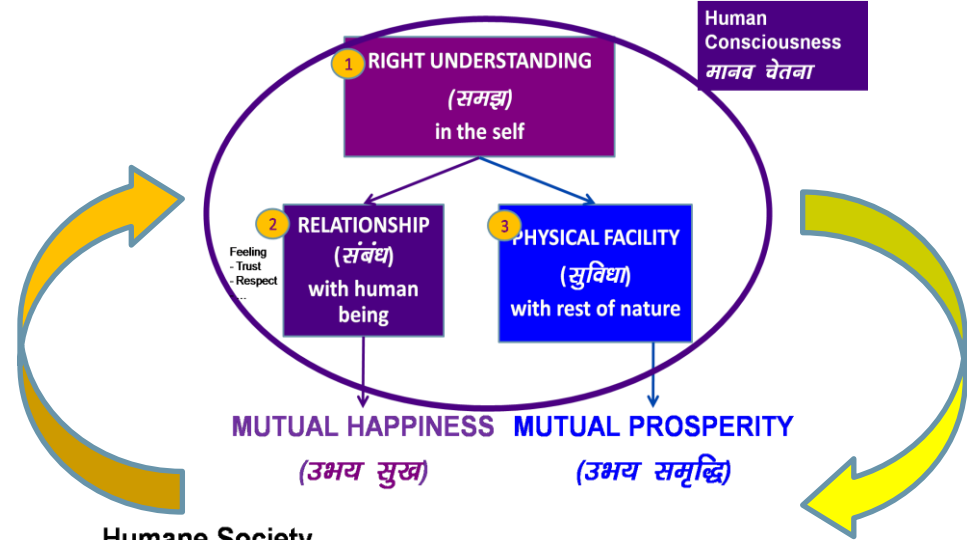 Human
Consciousness
मानव चेतना
1
RIGHT UNDERSTANDING
(समझ)
in the self
2
RELATIONSHIP
(संबंध)
with human
being
Feeling
- Trust
- Respect
...
3
PHYSICAL FACILITY
(सुविधा)
with rest of nature
MUTUAL HAPPINESS
(उभय सुख)
MUTUAL PROSPERITY
(उभय समृद्धि)
Humane Society